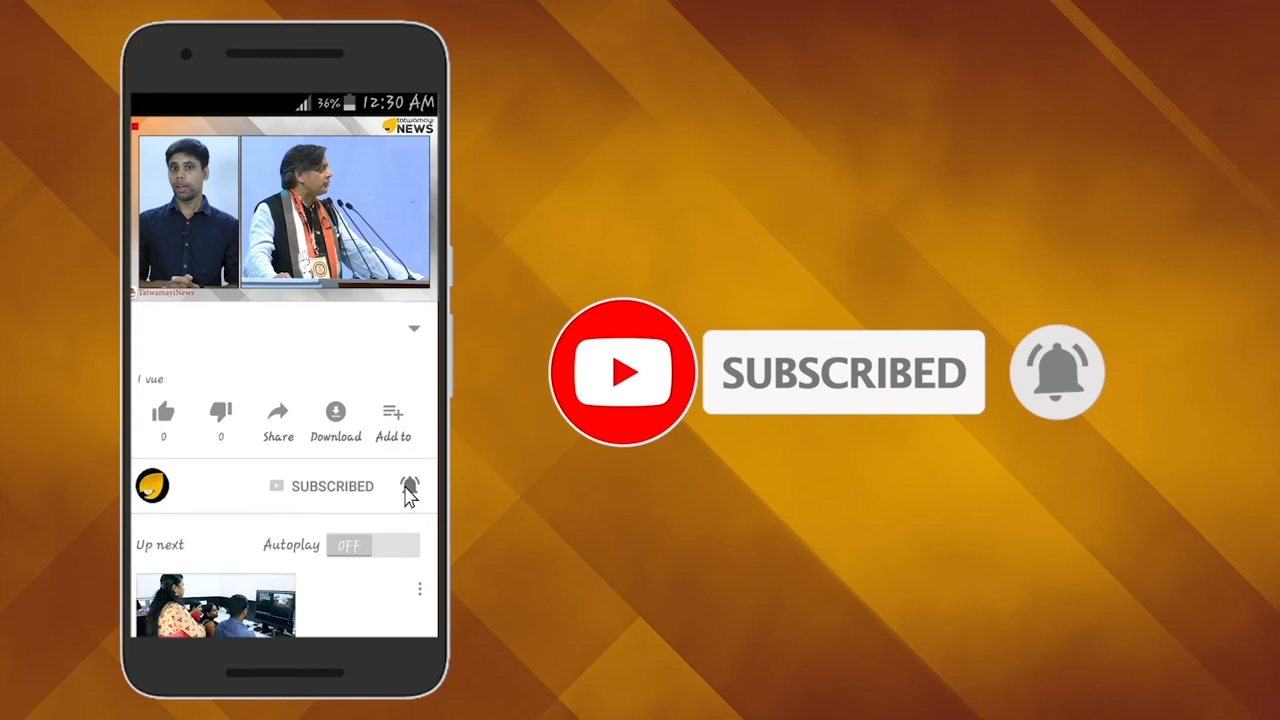 36% 12:30 AM
tatwamayi
NEWS
TatwamayiNews
1 vue
0 0 Share Download Add to
SUBSCRIBED
Up next Autoplay OFF
SUBSCRIBED